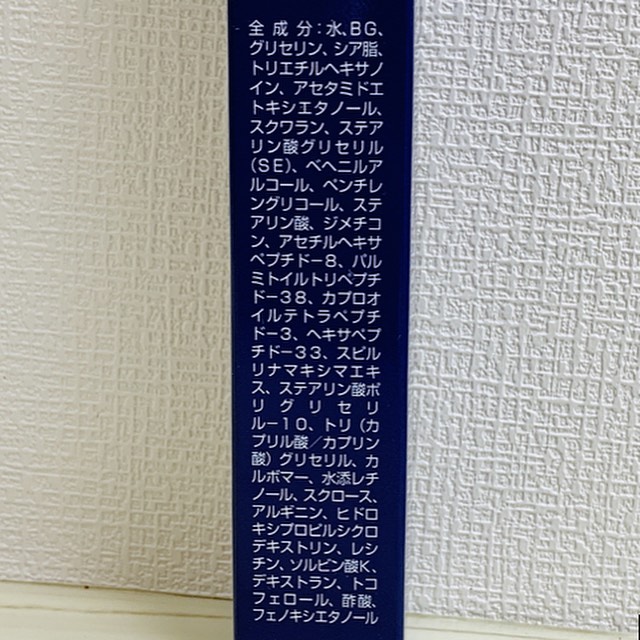 全成分:水、BG、
グリセリン、シア脂、
トリエチルヘキサノ
イン、アセタミドエ
トキシエタノール、
スクワラン、ステア
リン酸グリセリル
(SE)、ベヘニルア
ルコール、ペンチレ
ングリコール、ステ
アリン酸、ジメチコ
ン、アセチルヘキサ
ペプチド-8、パル
ミトイルトリペプチ
ド-38、カプロオ
イルテトラペプチ
ド-3、ヘキサペプ
チド-33、スピル
リナマキシマエキ
ス、ステアリン酸ポ
リグリセリ
ル-10、トリ(カ
プリル酸/カプリン
酸)グリセリル、カ
ルボマー、水添レチ
ノール、スクロース、
アルギニン、ヒドロ
キシプロピルシクロ
デキストリン、レシ
チン、ソルビン酸K、
デキストラン、トコ
フェロール、酢酸、
フェノキシエタノール